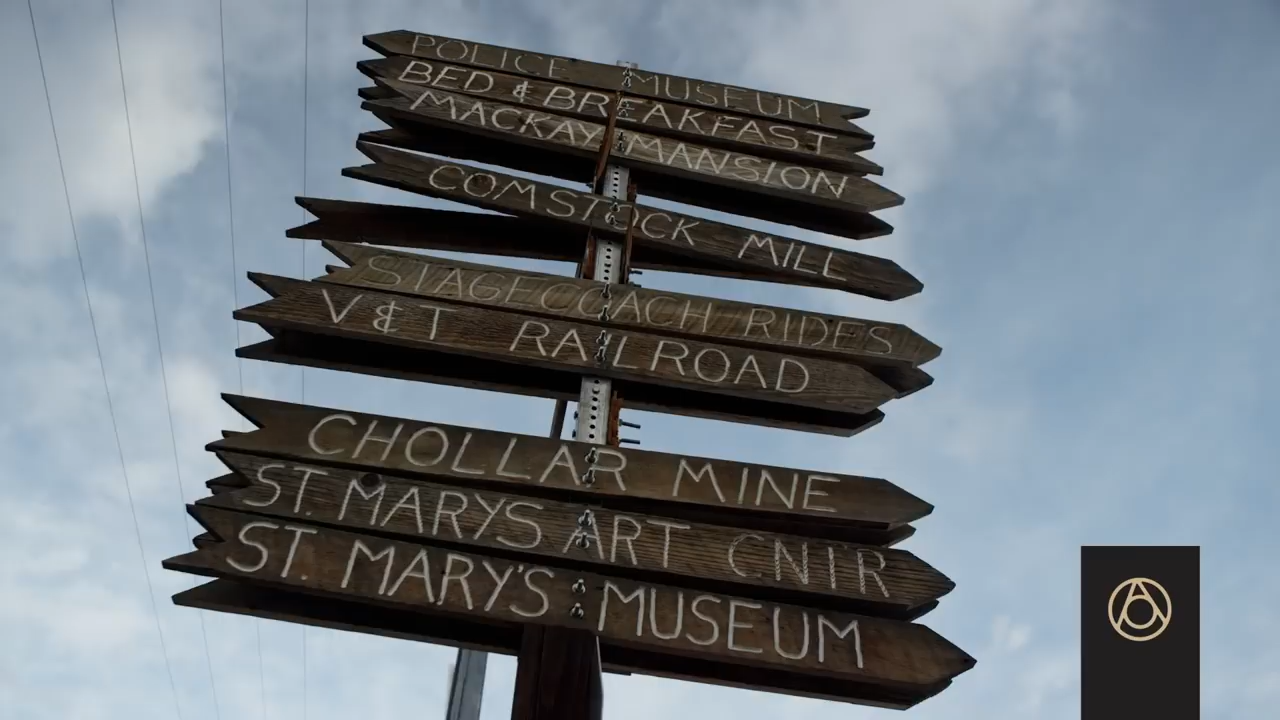 POLICE MUSEUM
BED & BREAKFAST
MACKAY MANSION
COMSTOCK MILL
STAGECOACH RIDES
V&T RAILROAD
CHOLLAR MINE
ST. MARYS ART CNTR
ST. MARY'S MUSEUM